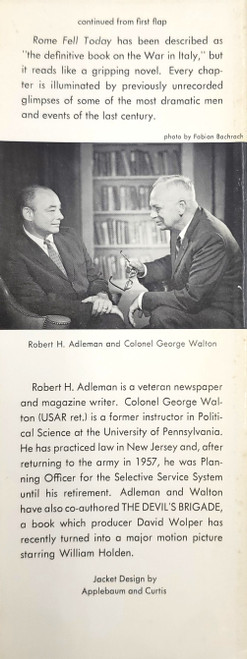 continued from first flap
Rome Fell Today has been described as
"the definitive book on the War in Italy," but
it reads like a gripping novel. Every chap-
ter is illuminated by previously unrecorded
glimpses of some of the most dramatic men
and events of the last century.
photo by Fabian Bachrach
Robert H. Adleman and Colonel George Walton
Robert H. Adleman is a veteran newspaper
and magazine writer. Colonel George Wal-
ton (USAR ret.) is a former instructor in Politi-
cal Science at the University of Pennsylvania.
He has practiced law in New Jersey and, after
returning to the army in 1957, he was Plan-
ning Officer for the Selective Service System
until his retirement. Adleman and Walton
have also co-authored THE DEVIL'S BRIGADE,
a book which producer David Wolper has
recently turned into a major motion picture
starring William Holden.
Jacket Design by
Applebaum and Curtis